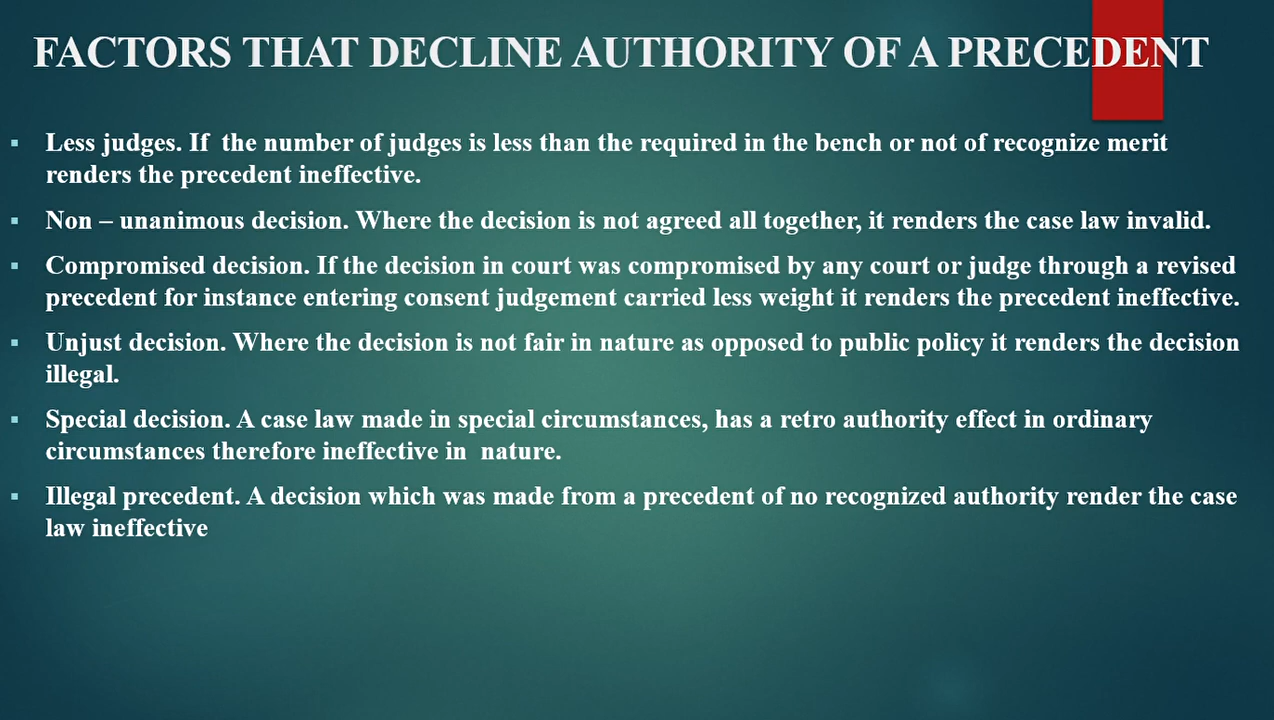 FACTORS THAT DECLINE AUTHORITY OF A PRECEDENT
▪ Less judges. If the number of judges is less than the required in the bench or not of recognize merit
renders the precedent ineffective.
▪ Non – unanimous decision. Where the decision is not agreed all together, it renders the case law invalid.
▪ Compromised decision. If the decision in court was compromised by any court or judge through a revised
precedent for instance entering consent judgement carried less weight it renders the precedent ineffective.
▪ Unjust decision. Where the decision is not fair in nature as opposed to public policy it renders the decision
illegal.
▪ Special decision. A case law made in special circumstances, has a retro authority effect in ordinary
circumstances therefore ineffective in nature.
▪ Illegal precedent. A decision which was made from a precedent of no recognized authority render the case
law ineffective